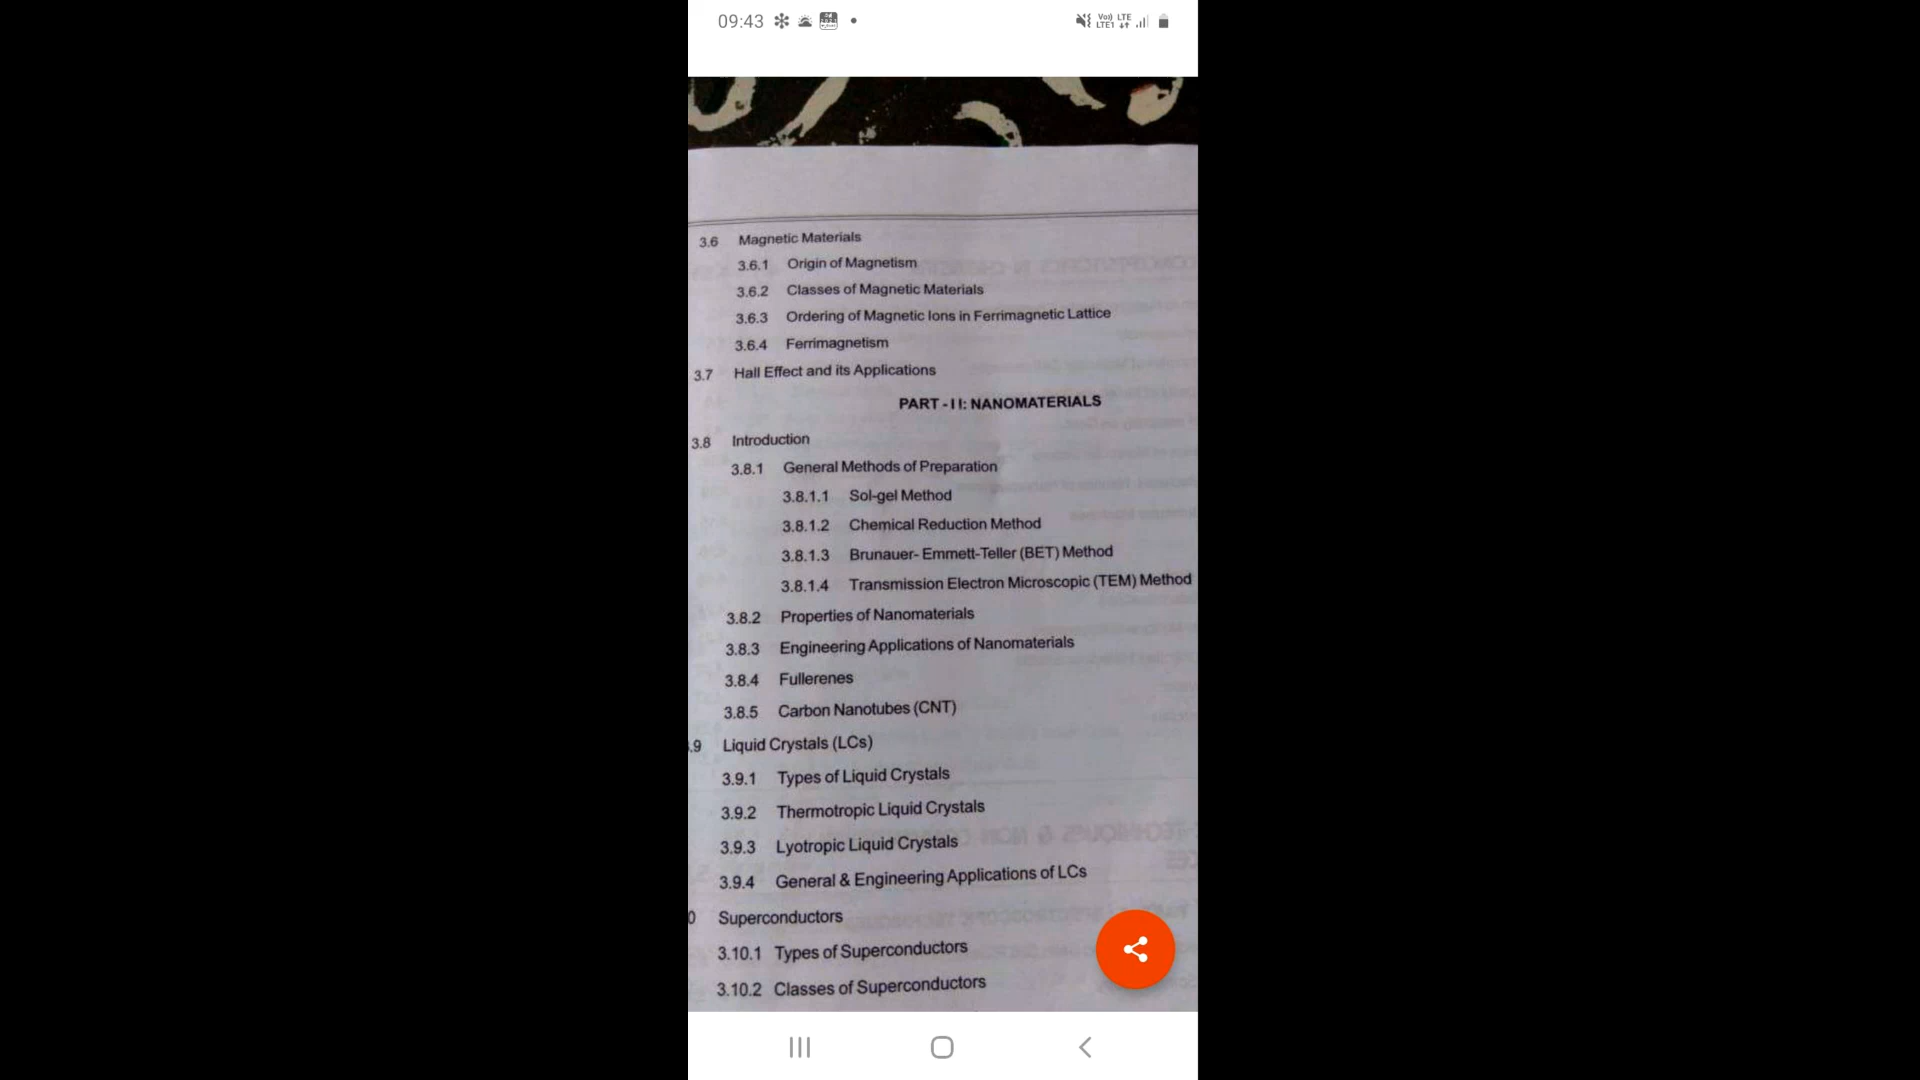 09:43
Vo)) LTE
LTE1
3.6 Magnetic Materials
3.6.1 Origin of Magnetism
3.6.2 Classes of Magnetic Materials
3.6.3 Ordering of Magnetic Ions in Ferrimagnetic Lattice
3.6.4 Ferrimagnetism
3.7 Hall Effect and its Applications
PART - I I: NANOMATERIALS
3.8 Introduction
3.8.1 General Methods of Preparation
3.8.1.1 Sol-gel Method
3.8.1.2 Chemical Reduction Method
3.8.1.3 Brunauer- Emmett-Teller (BET) Method
3.8.1.4 Transmission Electron Microscopic (TEM) Method
3.8.2 Properties of Nanomaterials
3.8.3 Engineering Applications of Nanomaterials
3.8.4 Fullerenes
3.8.5 Carbon Nanotubes (CNT)
.9 Liquid Crystals (LCs)
3.9.1 Types of Liquid Crystals
3.9.2 Thermotropic Liquid Crystals
3.9.3 Lyotropic Liquid Crystals
3.9.4 General & Engineering Applications of LCs
0 Superconductors
3.10.1 Types of Superconductors
3.10.2 Classes of Superconductors